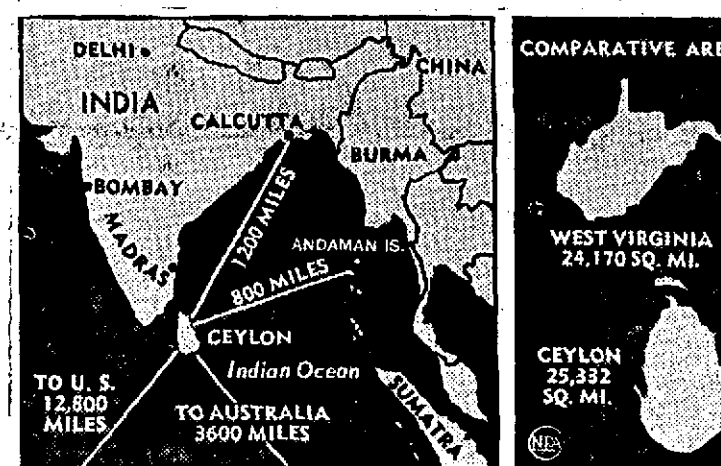 DELHI
INDIA
CHINA
CALCUTTA
BURMA
BOMBAY
MADRAS
1200 MILES
ANDAMAN IS.
800 MILES
CEYLON
Indian Ocean
TO U. S.
12,800
MILES
TO AUSTRALIA
3600 MILES
SUMATRA
COMPARATIVE ARE
WEST VIRGINIA
24,170 SQ. MI.
CEYLON
25,332
SQ. MI.
NEA